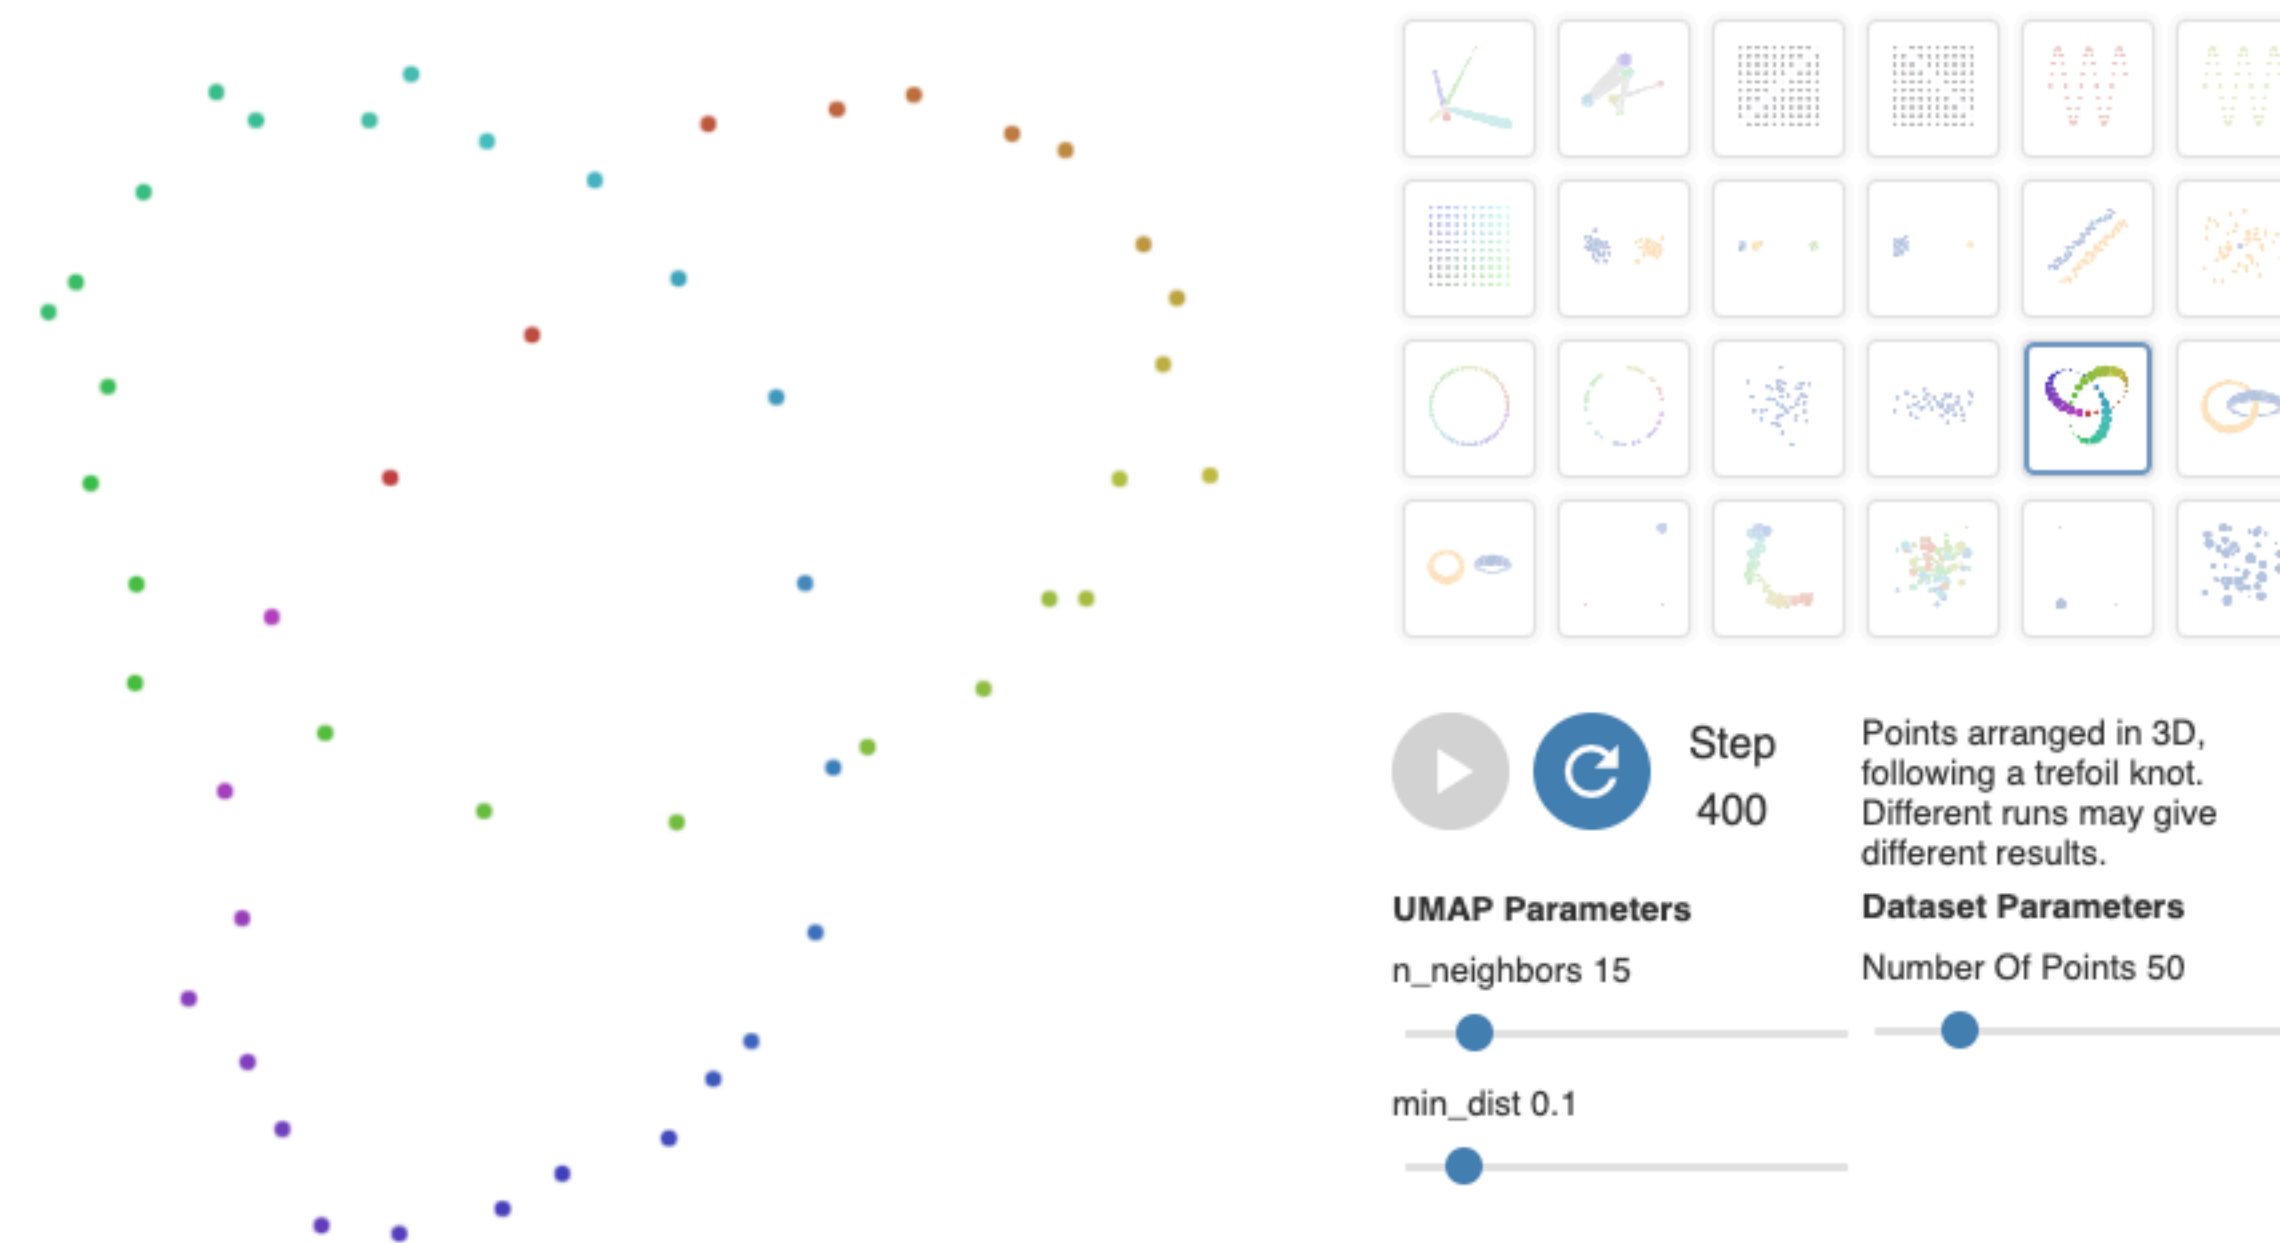 Step
400
Points arranged in 3D,
following a trefoil knot.
Different runs may give
different results.
UMAP Parameters
n_neighbors 15
min_dist 0.1
Dataset Parameters
Number Of Points 50